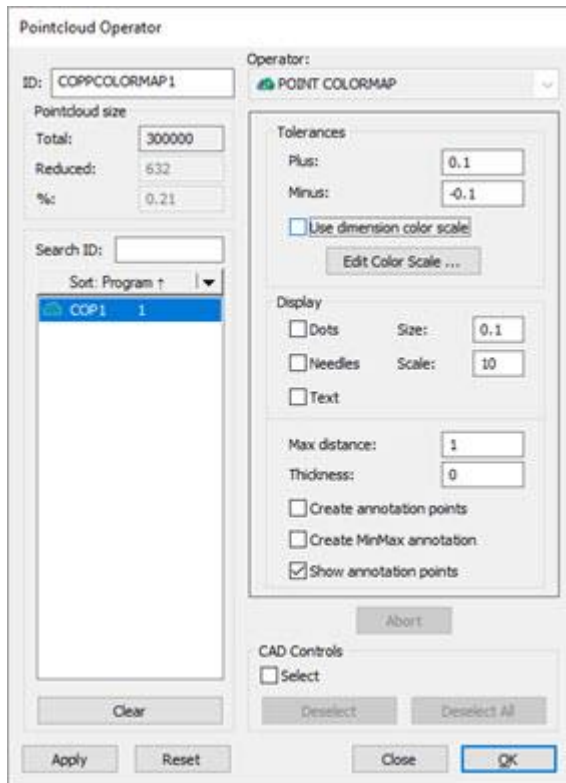 Pointcloud Operator
ID: COPPCOLORMAP1
Pointcloud size
Total: 300000
Reduced: 632
%: 0.21
Search ID:
Sort: Program ↑
COP1 1
Clear
Apply Reset
Operator:
POINT COLORMAP
Tolerances
Plus: 0.1
Minus: -0.1
Use dimension color scale
Edit Color Scale ...
Display
Dots Size: 0.1
Needles Scale: 10
Text
Max distance: 1
Thickness: 0
Create annotation points
Create MinMax annotation
Show annotation points
Abort
CAD Controls
Select
Deselect Deselect All
Close OK